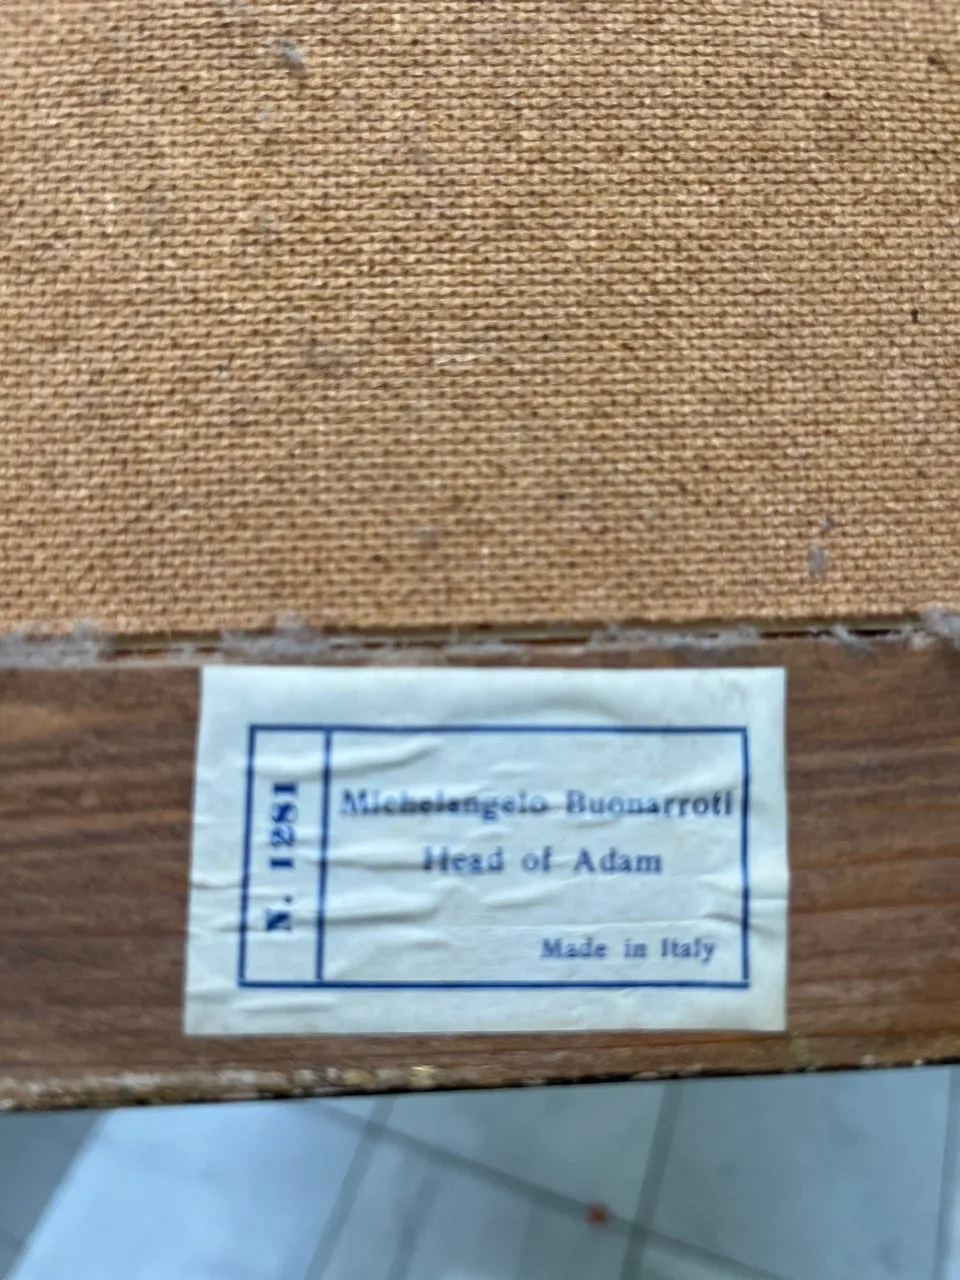 N. 1281
Michelangelo Buonarroti
Head of Adam
Made in Italy